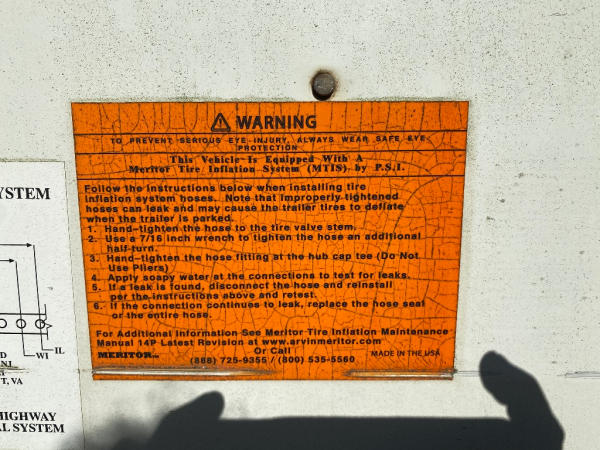 WARNING
TO PREVENT SERIOUS EYE INJURY, ALWAYS WEAR SAFE EYE
PROTECTION
This Vehicle Is Equipped With A
Meritor Tire Inflation System (MTIS) by P.S.I.
Follow the instructions below when installing tire
inflation system hoses. Note that improperly tightened
hoses can leak and may cause the trailer tires to deflate
when the trailer is parked.
1. Hand-tighten the hose to the tire valve stem.
2. Use a 7/16 inch wrench to tighten the hose an additional
half-turn.
3. Hand-tighten the hose fitting at the hub cap tee (Do Not
Use Pliers).
4. Apply soapy water at the connections to test for leaks.
5. If a leak is found, disconnect the hose and reinstall
per the instructions above and retest.
6. If the connection continues to leak, replace the hose seal
or the entire hose.
For Additional Information See Meritor Tire Inflation Maintenance
Manual 14P Latest Revision at www.arvinmeritor.com
Or Call
MERITOR
(888) 725-9355 / (800) 535-5560
MADE IN THE USA
YSTEM
IL
WI
D
NJ
T, VA
HIGHWAY
AL SYSTEM